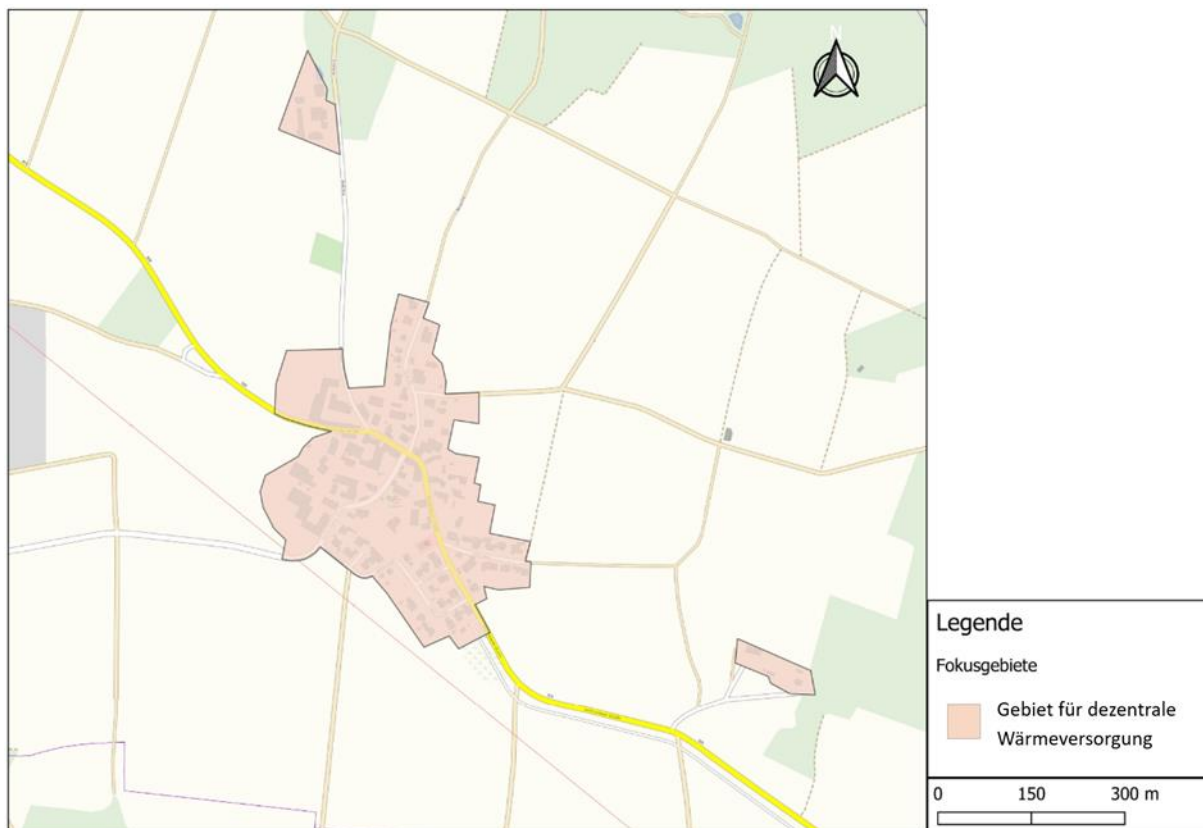 N
Legende
Fokusgebiete
Gebiet für dezentrale
Wärmeversorgung
0 150 300 m